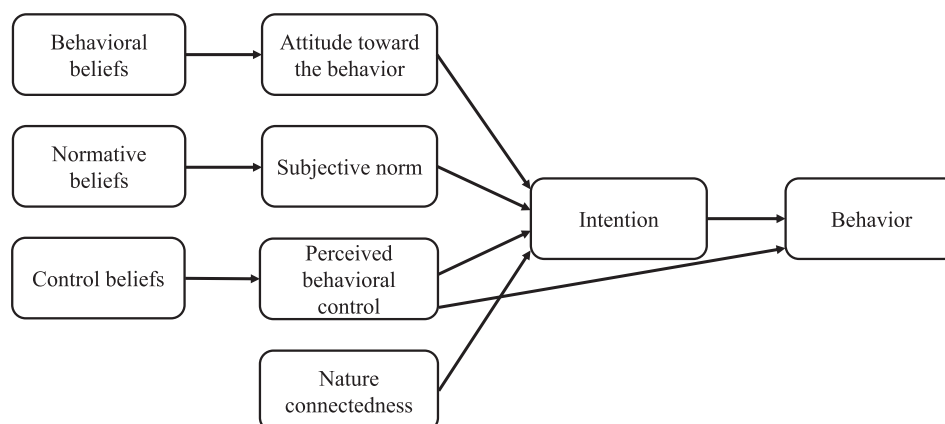 Behavioral
beliefs
Attitude toward
the behavior
Normative
beliefs
Subjective norm
Intention
Behavior
Control beliefs
Perceived
behavioral
control
Nature
connectedness